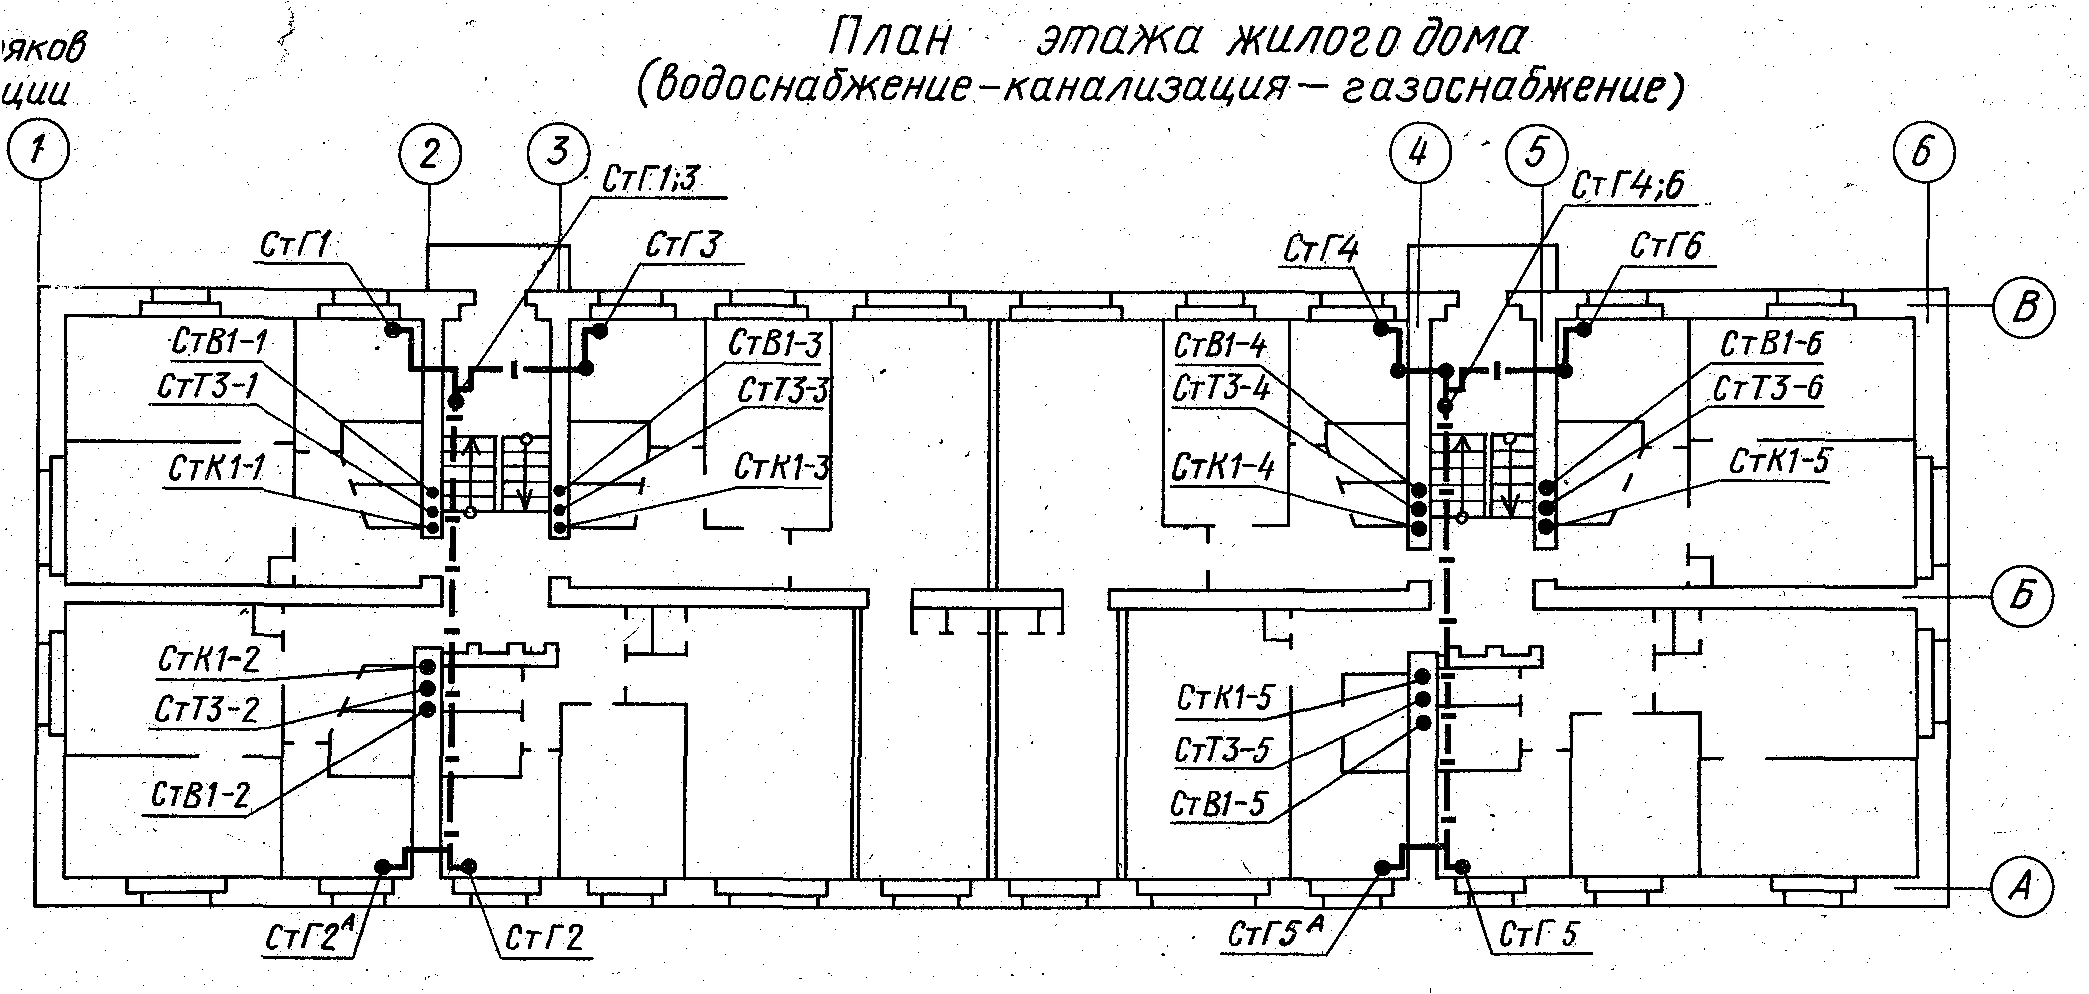 План этажа жилого дома
(водоснабжение-канализация-газоснабжение)
ции
1
2
3
4
5
6
СтГ1;3
СтГ4;6
СтГ1
СтГ3
СтГ4
СтГ6
В
СтВ1-1
СтВ1-3
СтВ1-4
СтВ1-6
СтТ3-1
СтТ3-3
СтТ3-4
СтТ3-6
СтК1-1
СтК1-3
СтК1-4
СтК1-5
Б
СтК1-2
СтК1-5
СтТ3-2
СтТ3-5
СтВ1-2
СтВ1-5
А
СтГ2А
СтГ2
СтГ5А
СтГ5